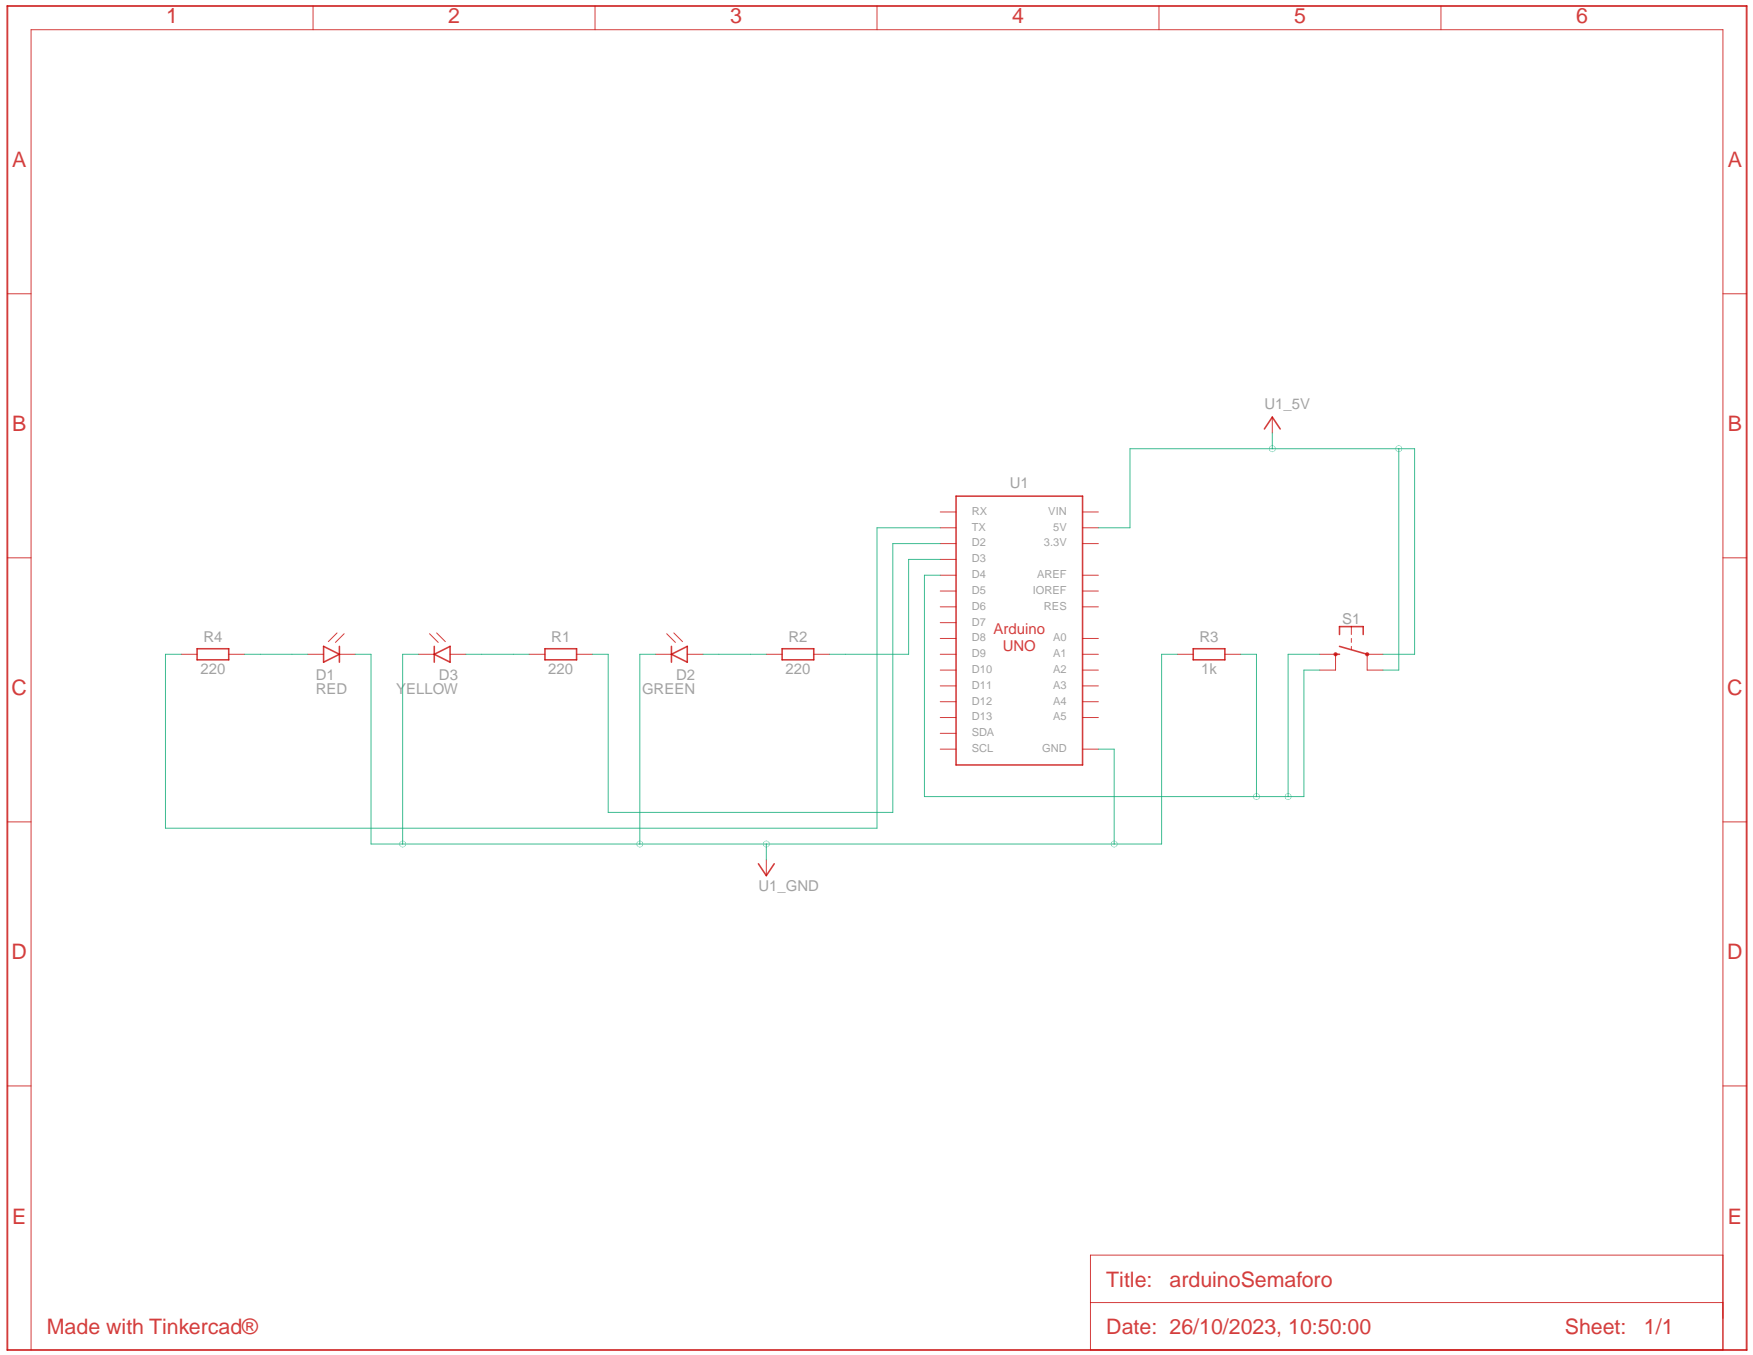 1 2 3 4 5 6
A A
B B
C C
D D
E E
U1_5V
U1
RX VIN
TX 5V
D2 3.3V
D3
D4 AREF
D5 IOREF
D6 RES
D7
Arduino
UNO
D8 A0
D9 A1
D10 A2
D11 A3
D12 A4
D13 A5
SDA
SCL GND
R4
220
D1
RED
D3
YELLOW
R1
220
D2
GREEN
R2
220
R3
1k
S1
U1_GND
Title: arduinoSemaforo
Date: 26/10/2023, 10:50:00 Sheet: 1/1
Made with Tinkercad®